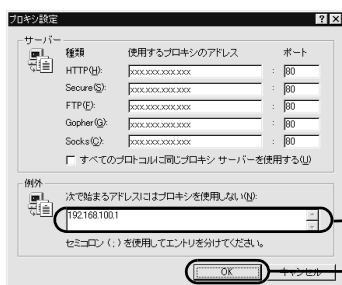 プロキシ設定
サーバー
種類 使用するプロキシのアドレス ポート
HTTP(H): xxx.xxx.xxx.xxx : 80
Secure(S): xxx.xxx.xxx.xxx : 80
FTP(F): xxx.xxx.xxx.xxx : 80
Gopher(G): xxx.xxx.xxx.xxx : 80
Socks(C): xxx.xxx.xxx.xxx : 80
すべてのプロトコルに同じプロキシ サーバーを使用する(U)
例外
次で始まるアドレスにはプロキシを使用しない(N):
192.168.100.1
セミコロン (;) を使用してエントリを分けてください。
OK キャンセル